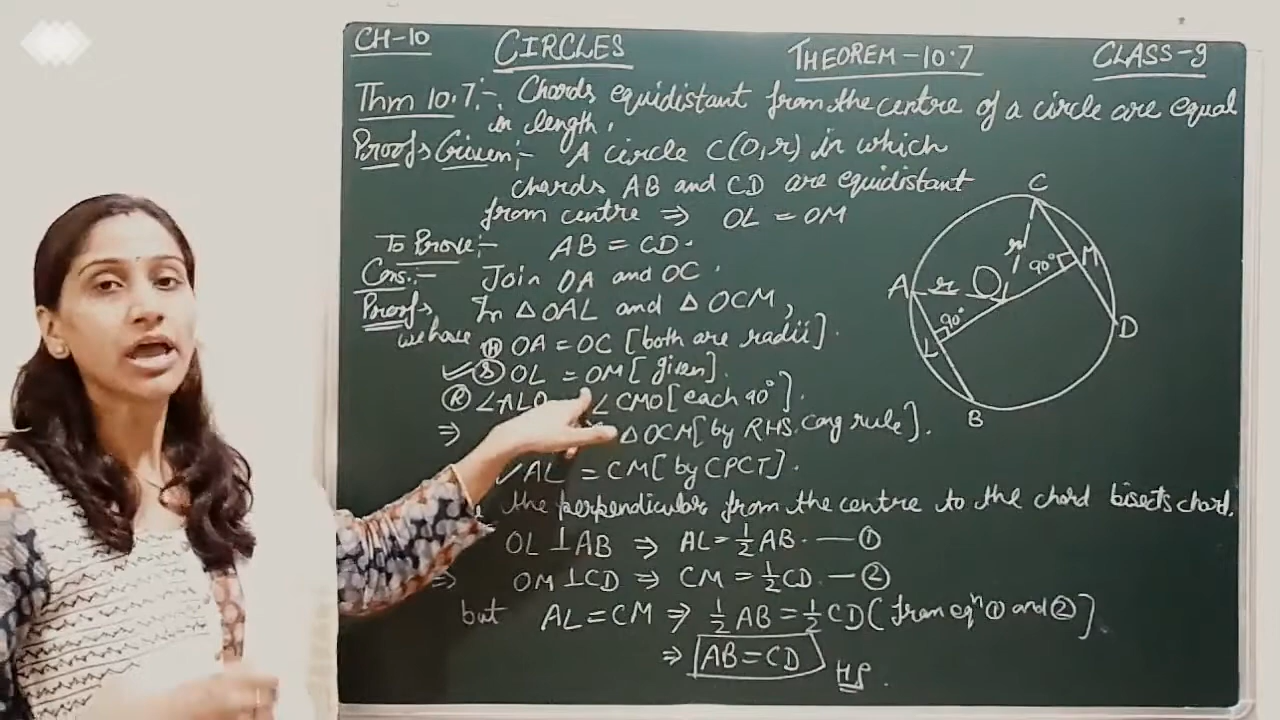 CH-10 CIRCLES THEOREM-10.7 CLASS-9
Thm 10.7:- Chords equidistant from the centre of a circle are equal
in length.
Proof> Given:- A circle C(O,r) in which
chords AB and CD are equidistant
from centre ⇒ OL = OM
To Prove:- AB = CD.
Cons.:- Join OA and OC.
Proof> In △OAL and △OCM,
we have Ⓗ OA = OC [both are radii].
✓Ⓢ OL = OM [given].
Ⓡ ∠ALO ∠CMO [each 90°].
⇒ △OCM [by RHS cong rule].
✓AL = CM [by CPCT].
the perpendicular from the centre to the chord bisects chord.
OL ⊥ AB ⇒ AL = 1/2 AB. — ①
⇒ OM ⊥ CD ⇒ CM = 1/2 CD — ②
but AL = CM ⇒ 1/2 AB = 1/2 CD (from eqⁿ ① and ②]
⇒ AB = CD
HP.
C
r
90° M
A r O
90°
L
D
B